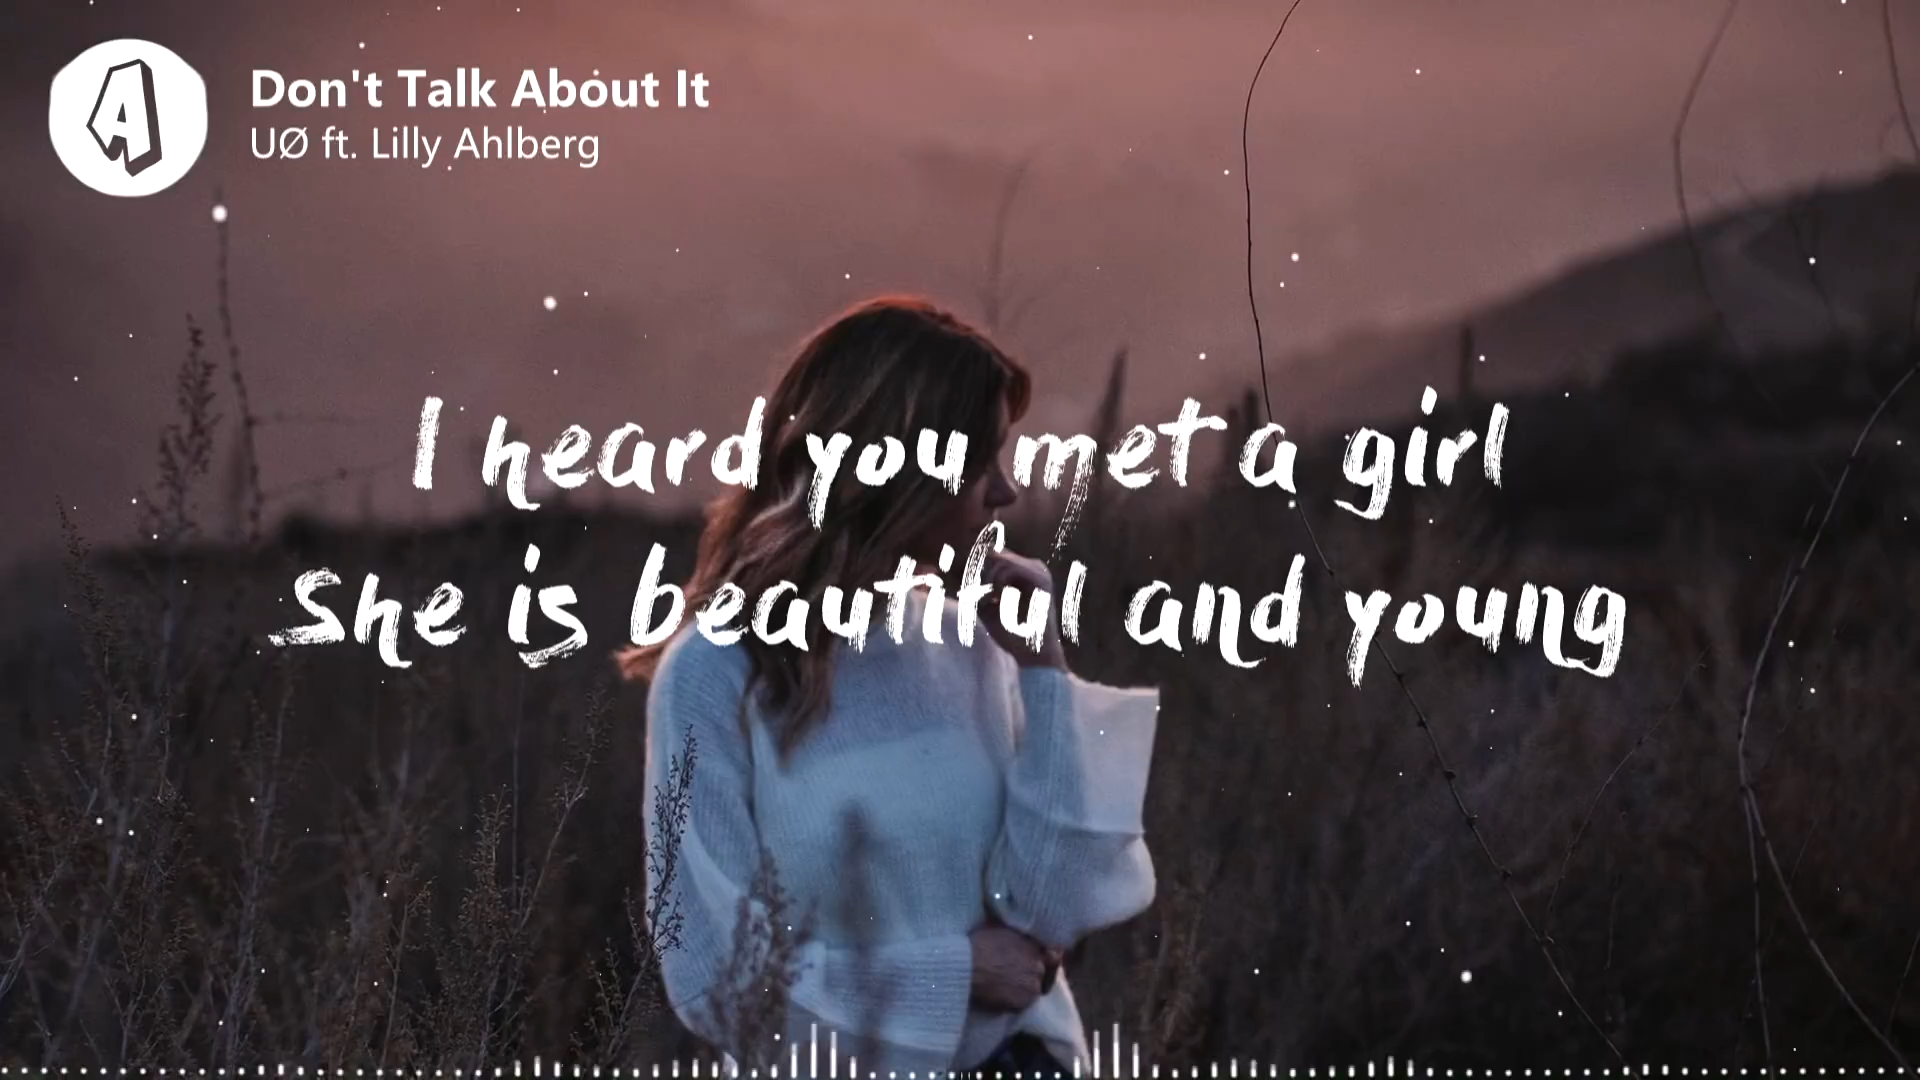 A
Don't Talk About It
UØ ft. Lilly Ahlberg
I heard you met a girl
She is beautiful and young